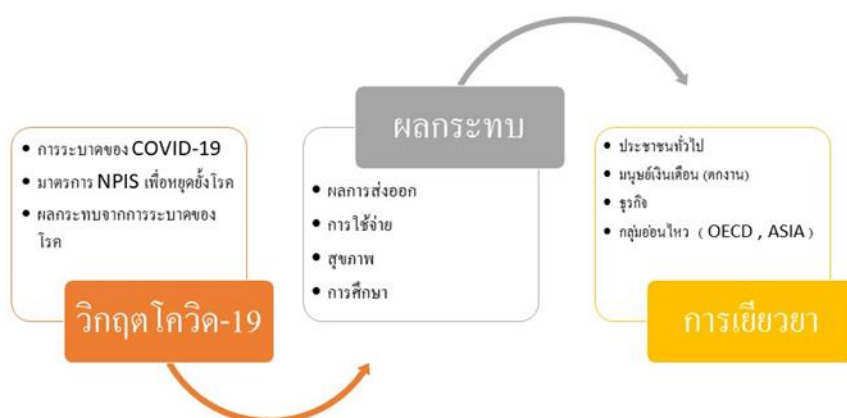 • การระบาดของ COVID-19
• มาตรการ NPIS เพื่อหยุดยั้งโรค
• ผลกระทบจากการระบาดของ
โรค
วิกฤตโควิด-19
ผลกระทบ
• ผลการส่งออก
• การใช้จ่าย
• สุขภาพ
• การศึกษา
• ประชาชนทั่วไป
• มนุษย์เงินเดือน (ตกงาน)
• ธุรกิจ
• กลุ่มอ่อนไหว ( OECD , ASIA )
การเยียวยา